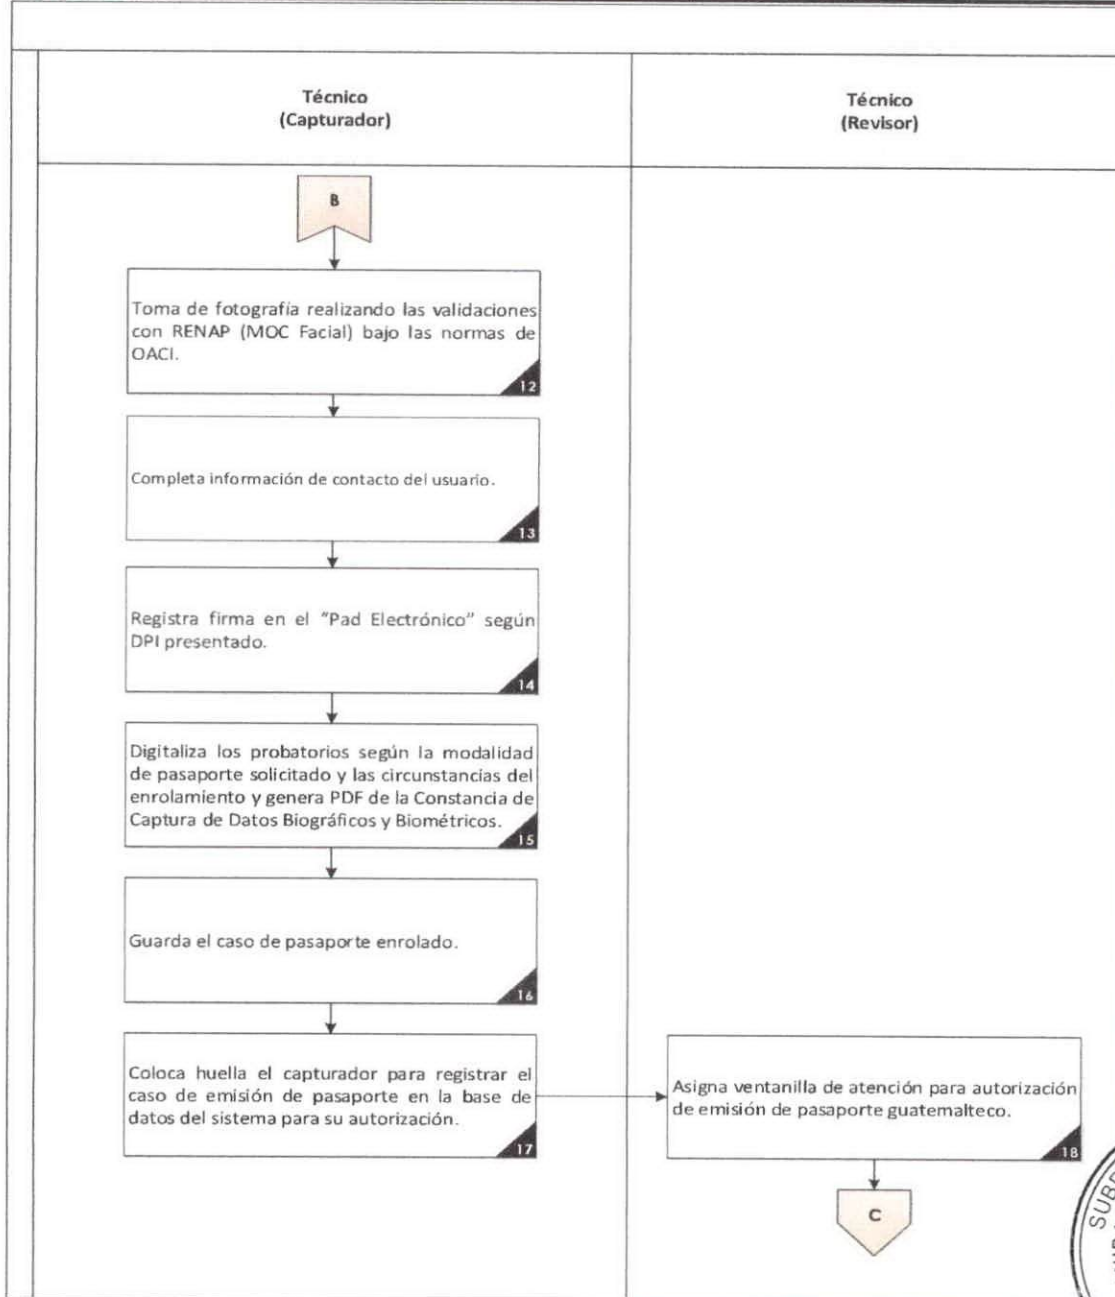 Técnico
(Capturador)
Técnico
(Revisor)
B
Toma de fotografía realizando las validaciones
con RENAP (MOC Facial) bajo las normas de
OACI.
12
Completa información de contacto del usuario.
13
Registra firma en el "Pad Electrónico" según
DPI presentado.
14
Digitaliza los probatorios según la modalidad
de pasaporte solicitado y las circunstancias del
enrolamiento y genera PDF de la Constancia de
Captura de Datos Biográficos y Biométricos.
15
Guarda el caso de pasaporte enrolado.
16
Coloca huella el capturador para registrar el
caso de emisión de pasaporte en la base de
datos del sistema para su autorización.
17
Asigna ventanilla de atención para autorización
de emisión de pasaporte guatemalteco.
18
C